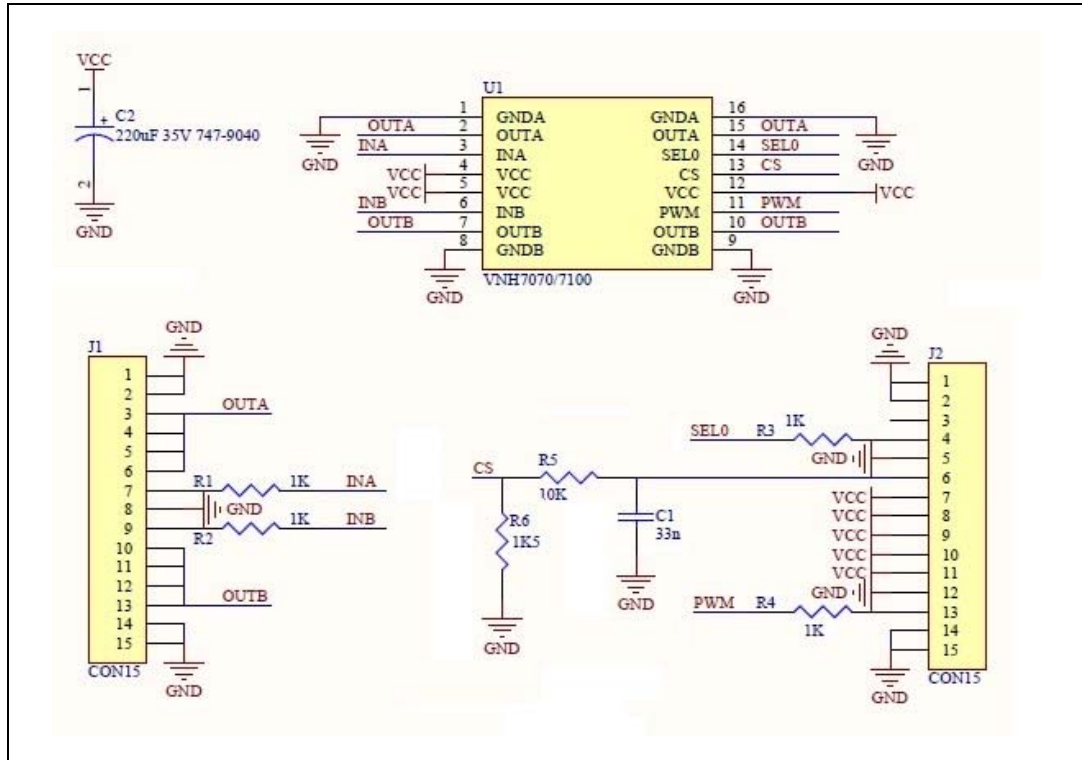 VCC
1
+
C2
220uF 35V 747-9040
2
GND
U1
1 GNDA GNDA 16
OUTA 2 OUTA OUTA 15 OUTA
INA 3 INA SEL0 14 SEL0
GND VCC 4 VCC CS 13 CS GND
VCC 5 VCC VCC 12 VCC
INB 6 INB PWM 11 PWM
OUTB 7 OUTB OUTB 10 OUTB
8 GNDB GNDB 9
GND VNH7070/7100 GND
GND
J1
1
2
3 OUTA
4
5
6
7 R1 1K INA
8 GND
9 R2 1K INB
10
11
12
13 OUTB
14
15
CON15
GND
CS R5
10K
R6
1K5
GND
C1
33n
GND
GND
J2
1
2
3
SEL0 R3 1K 4
GND 5
6
VCC 7
VCC 8
VCC 9
VCC 10
VCC 11
GND 12
PWM R4 1K 13
14
15
GND
CON15